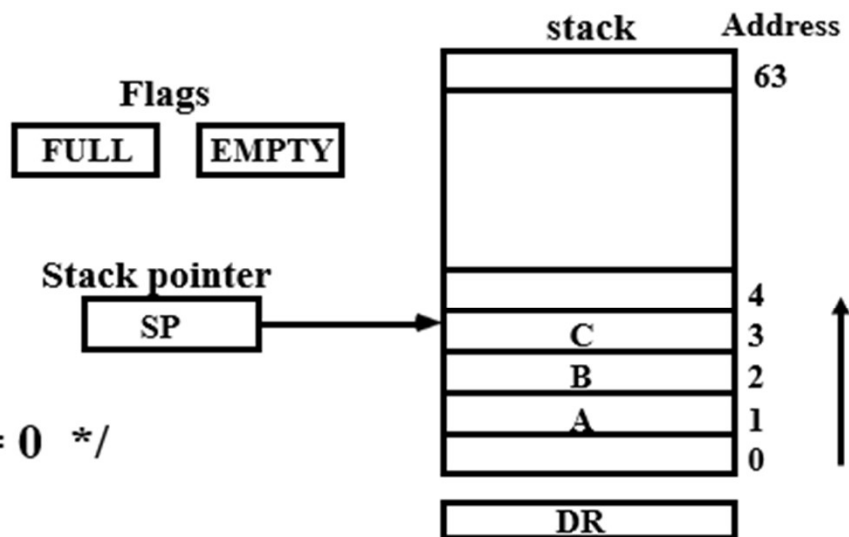 stack Address
63
Flags
FULL EMPTY
Stack pointer
4
SP
C 3
B 2
A 1
= 0 */
0
DR